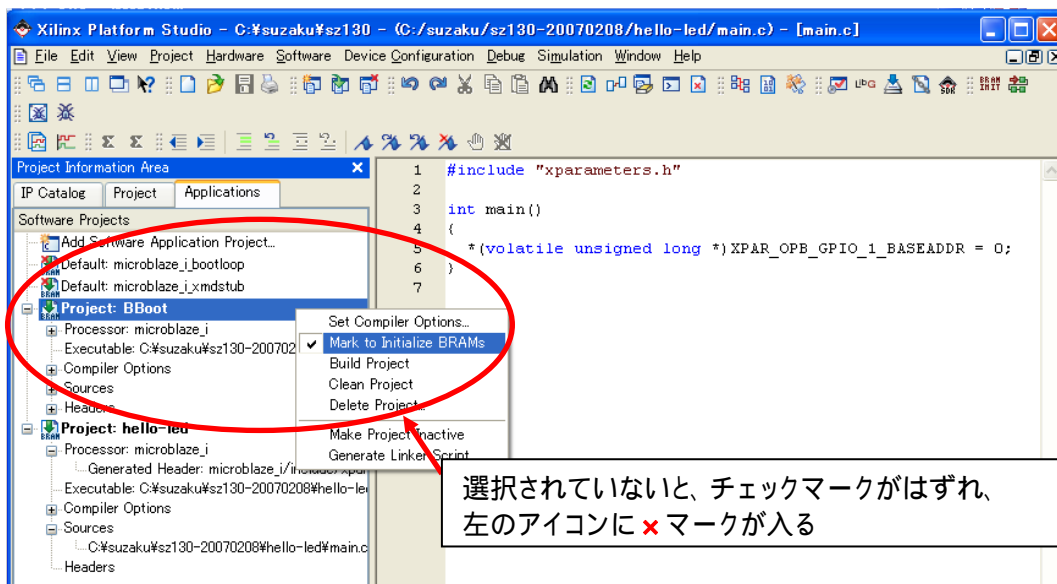 Xilinx Platform Studio - C:¥suzaku¥sz130 - (C:/suzaku/sz130-20070208/hello-led/main.c) - [main.c]
File Edit View Project Hardware Software Device Configuration Debug Simulation Window Help
Project Information Area
IP Catalog Project Applications
Software Projects
Add Software Application Project...
Default: microblaze_i_bootloop
Default: microblaze_i_xmdstub
Project: BBoot
Processor: microblaze_i
Executable: C:¥suzaku¥sz130-200702
Compiler Options
Sources
Headers
Project: hello-led
Processor: microblaze_i
Generated Header: microblaze_i/include/xpar
Executable: C:¥suzaku¥sz130-20070208¥hello-led
Compiler Options
Sources
C:¥suzaku¥sz130-20070208¥hello-led¥main.c
Headers
Set Compiler Options...
Mark to Initialize BRAMs
Build Project
Clean Project
Delete Project...
Make Project Inactive
Generate Linker Script
1 #include "xparameters.h"
2
3 int main()
4 {
5 *(volatile unsigned long *)XPAR_OPB_GPIO_1_BASEADDR = 0;
6 }
7
選択されていないと、チェックマークがはずれ、
左のアイコンに×マークが入る